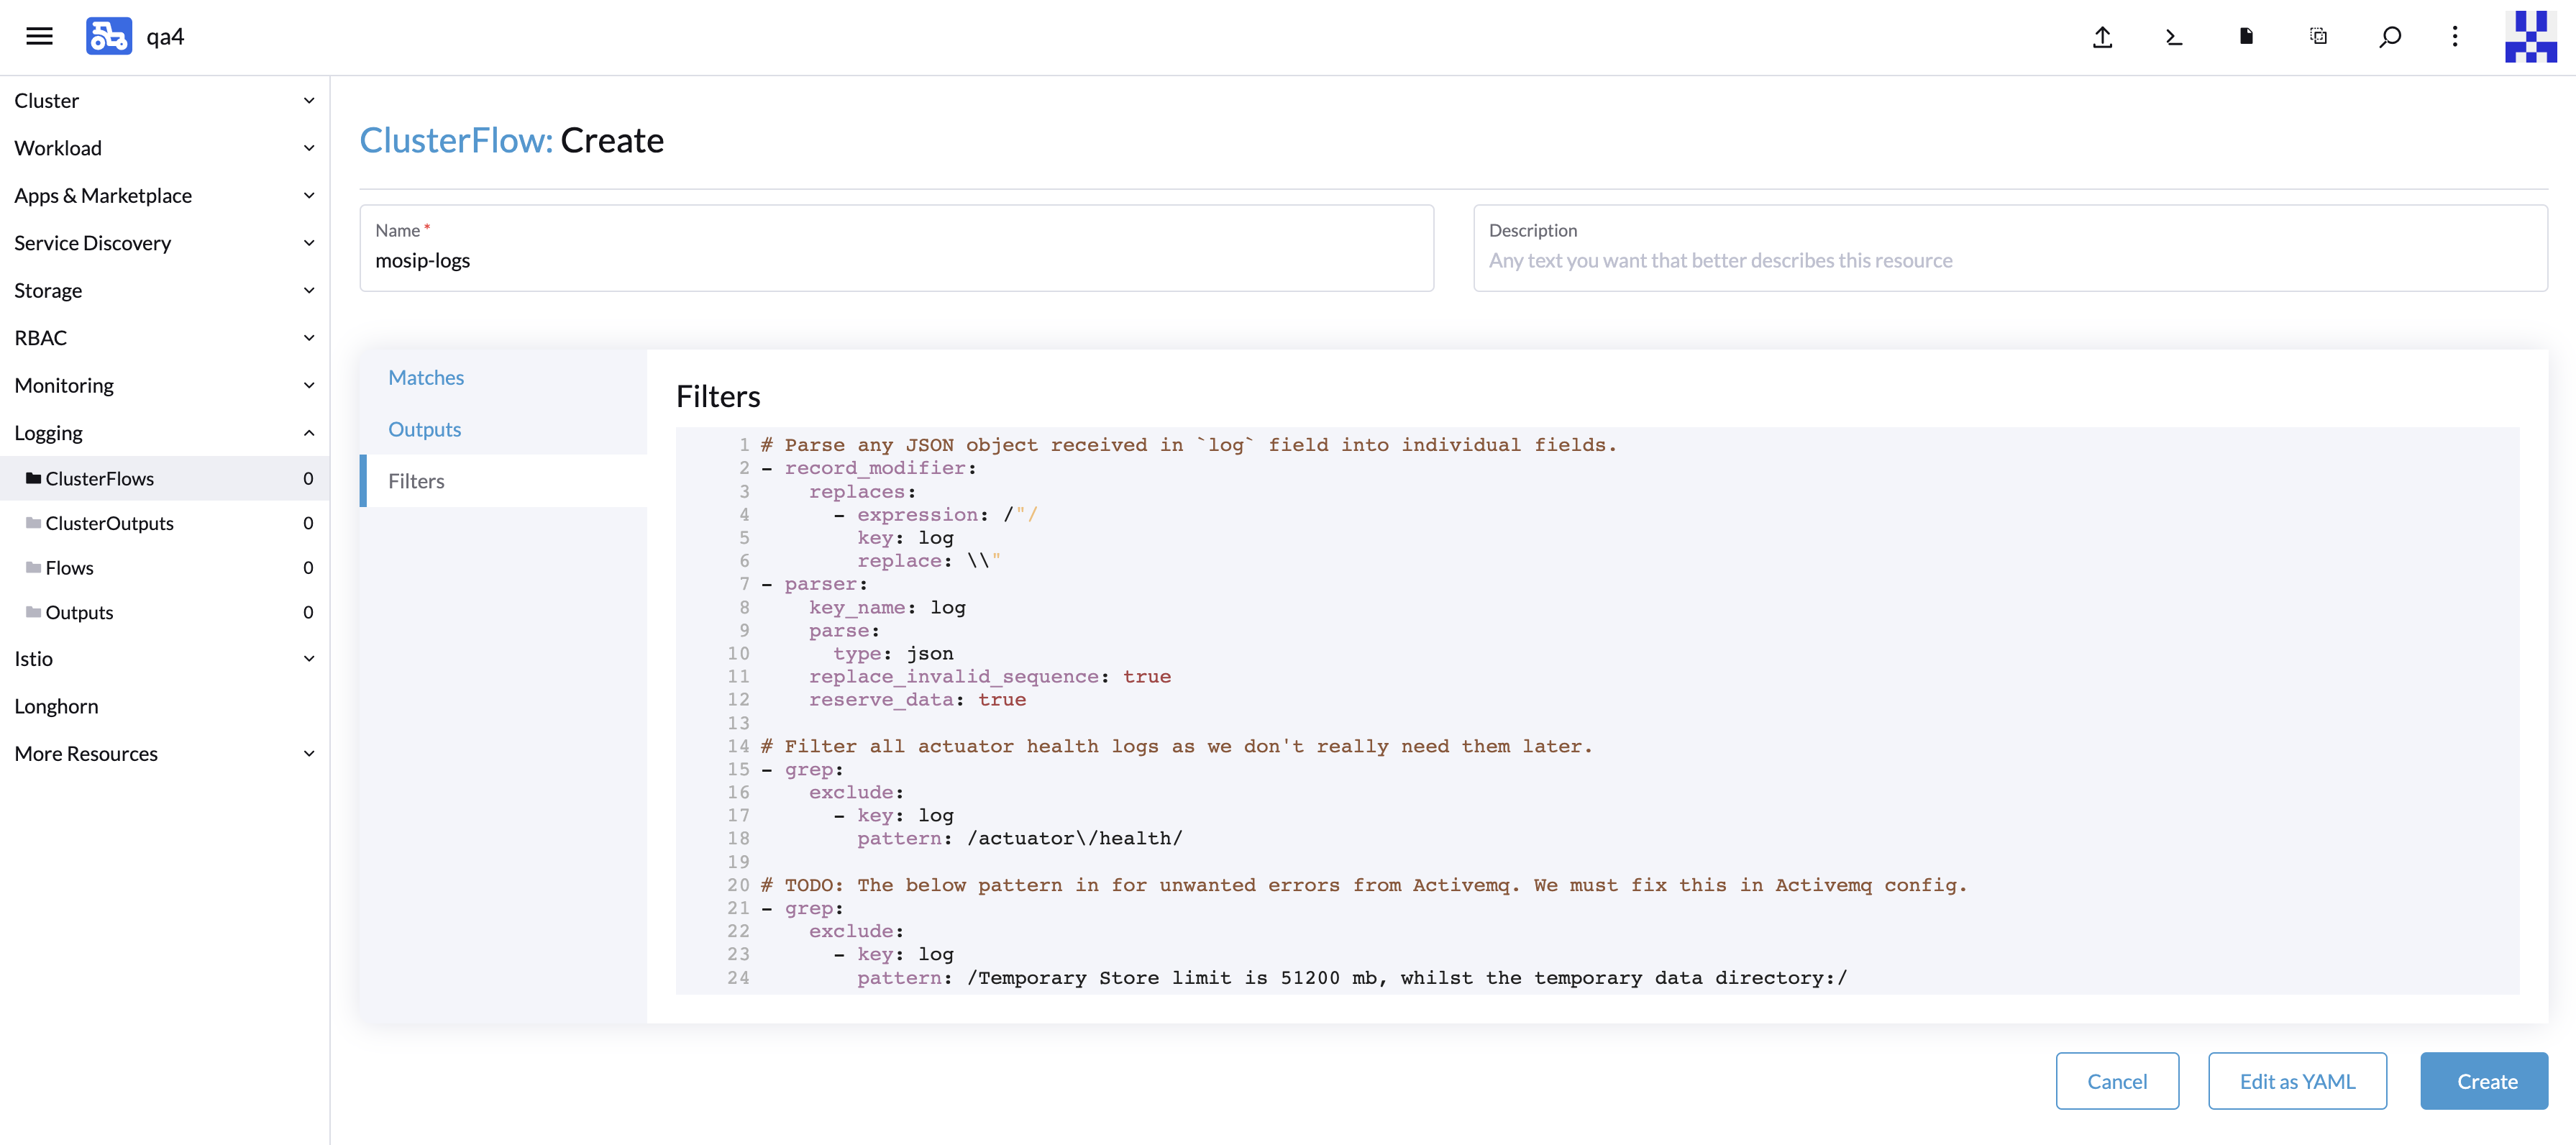 qa4
Cluster
Workload
Apps & Marketplace
Service Discovery
Storage
RBAC
Monitoring
Logging
ClusterFlows 0
ClusterOutputs 0
Flows 0
Outputs 0
Istio
Longhorn
More Resources
ClusterFlow: Create
Name *
mosip-logs
Description
Any text you want that better describes this resource
Matches
Outputs
Filters
Filters
1 # Parse any JSON object received in `log` field into individual fields.
2 - record_modifier:
3     replaces:
4       - expression: /"/
5         key: log
6         replace: \\"
7 - parser:
8     key_name: log
9     parse:
10       type: json
11     replace_invalid_sequence: true
12     reserve_data: true
13
14 # Filter all actuator health logs as we don't really need them later.
15 - grep:
16     exclude:
17       - key: log
18         pattern: /actuator\/health/
19
20 # TODO: The below pattern in for unwanted errors from Activemq. We must fix this in Activemq config.
21 - grep:
22     exclude:
23       - key: log
24         pattern: /Temporary Store limit is 51200 mb, whilst the temporary data directory:/
Cancel
Edit as YAML
Create